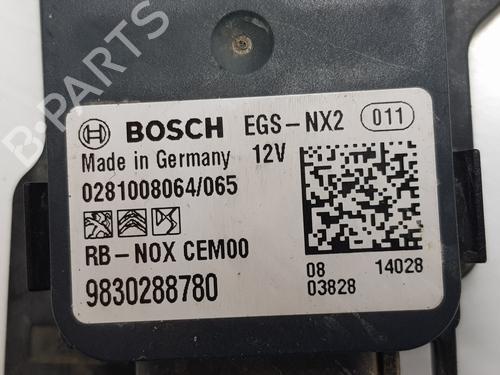 B-PARTS
BOSCH EGS-NX2 011
Made in Germany 12V
0281008064/065
RB-NOX CEM00
9830288780
08 14028
03828